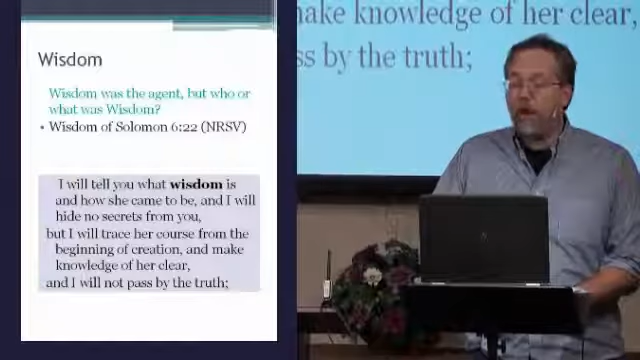 Wisdom
Wisdom was the agent, but who or
what was Wisdom?
• Wisdom of Solomon 6:22 (NRSV)
I will tell you what wisdom is
and how she came to be, and I will
hide no secrets from you,
but I will trace her course from the
beginning of creation, and make
knowledge of her clear,
and I will not pass by the truth;
make knowledge of her clear,
ss by the truth;